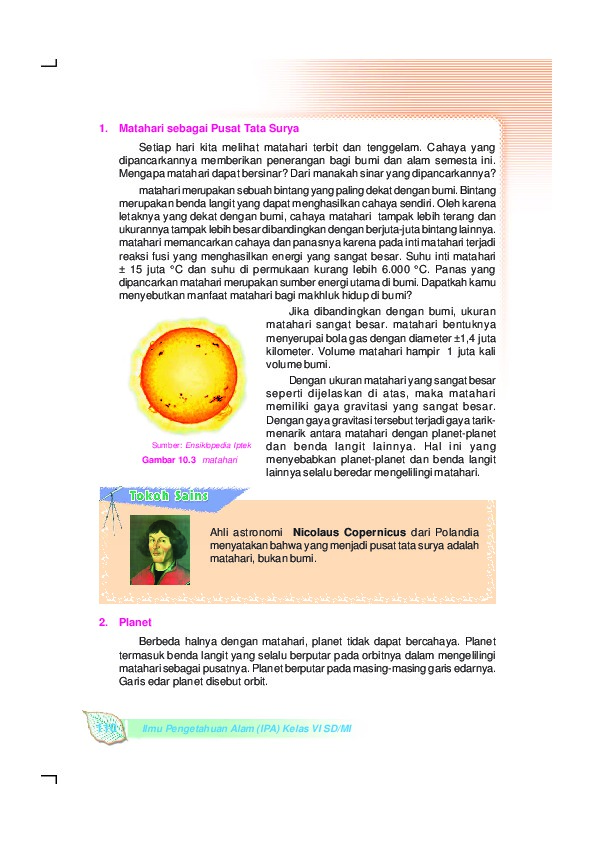 1. Matahari sebagai Pusat Tata Surya
Setiap hari kita melihat matahari terbit dan tenggelam. Cahaya yang
dipancarkannya memberikan penerangan bagi bumi dan alam semesta ini.
Mengapa matahari dapat bersinar? Dari manakah sinar yang dipancarkannya?
matahari merupakan sebuah bintang yang paling dekat dengan bumi. Bintang
merupakan benda langit yang dapat menghasilkan cahaya sendiri. Oleh karena
letaknya yang dekat dengan bumi, cahaya matahari tampak lebih terang dan
ukurannya tampak lebih besar dibandingkan dengan berjuta-juta bintang lainnya.
matahari memancarkan cahaya dan panasnya karena pada inti matahari terjadi
reaksi fusi yang menghasilkan energi yang sangat besar. Suhu inti matahari
± 15 juta °C dan suhu di permukaan kurang lebih 6.000 °C. Panas yang
dipancarkan matahari merupakan sumber energi utama di bumi. Dapatkah kamu
menyebutkan manfaat matahari bagi makhluk hidup di bumi?
Jika dibandingkan dengan bumi, ukuran
matahari sangat besar. matahari bentuknya
menyerupai bola gas dengan diameter ±1,4 juta
kilometer. Volume matahari hampir 1 juta kali
volume bumi.
Dengan ukuran matahari yang sangat besar
seperti dijelaskan di atas, maka matahari
memiliki gaya gravitasi yang sangat besar.
Dengan gaya gravitasi tersebut terjadi gaya tarik-
menarik antara matahari dengan planet-planet
dan benda langit lainnya. Hal ini yang
menyebabkan planet-planet dan benda langit
lainnya selalu beredar mengelilingi matahari.
Sumber: Ensiklopedia Iptek
Gambar 10.3 matahari
Tokoh Sains
Ahli astronomi Nicolaus Copernicus dari Polandia
menyatakan bahwa yang menjadi pusat tata surya adalah
matahari, bukan bumi.
2. Planet
Berbeda halnya dengan matahari, planet tidak dapat bercahaya. Planet
termasuk benda langit yang selalu berputar pada orbitnya dalam mengelilingi
matahari sebagai pusatnya. Planet berputar pada masing-masing garis edarnya.
Garis edar planet disebut orbit.
Ilmu Pengetahuan Alam (IPA) Kelas VI SD/MI